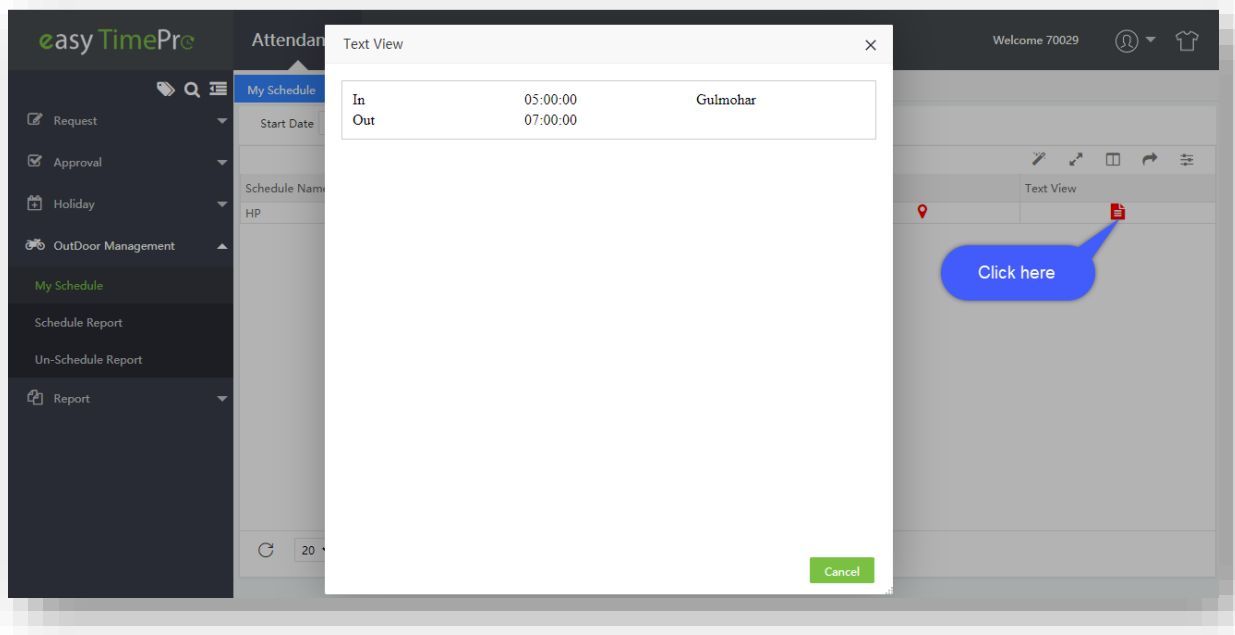 easy TimePro
Attendan
Welcome 70029
Text View
In 05:00:00 Gulmohar
Out 07:00:00
Cancel
My Schedule
Start Date
Schedule Name
Text View
HP
Click here
20
Request
Approval
Holiday
OutDoor Management
My Schedule
Schedule Report
Un-Schedule Report
Report